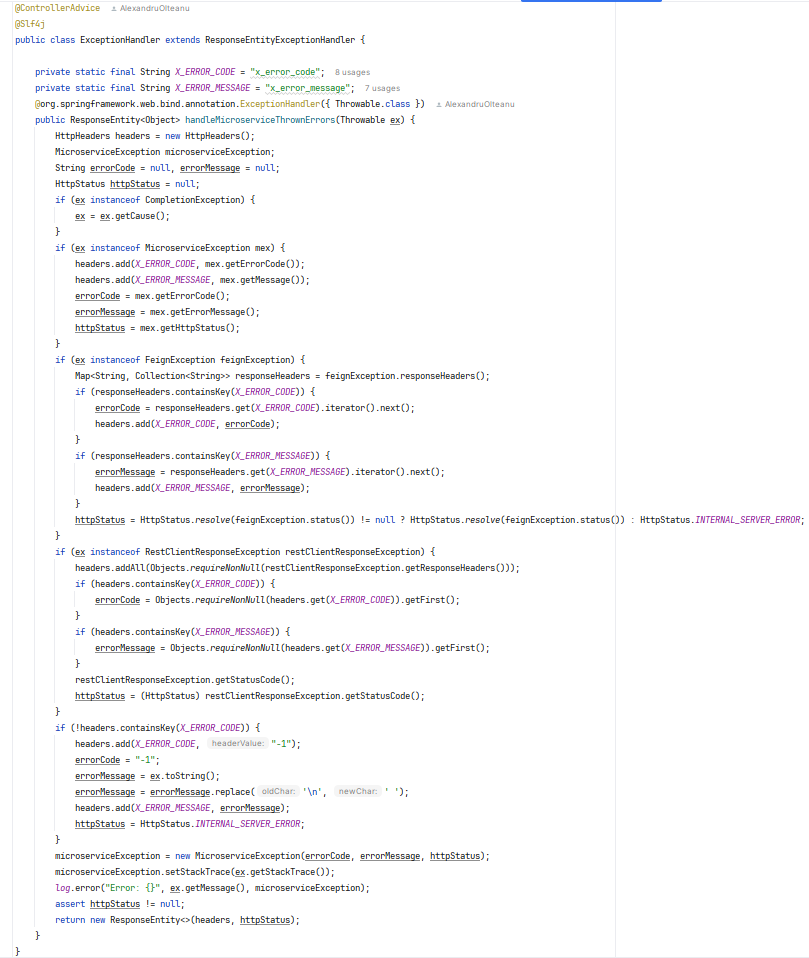 @ControllerAdvice AlexandruOlteanu
@Slf4j
public class ExceptionHandler extends ResponseEntityExceptionHandler {
private static final String X_ERROR_CODE = "x_error_code"; 8 usages
private static final String X_ERROR_MESSAGE = "x_error_message"; 7 usages
@org.springframework.web.bind.annotation.ExceptionHandler({ Throwable.class }) AlexandruOlteanu
public ResponseEntity<Object> handleMicroserviceThrownErrors(Throwable ex) {
HttpHeaders headers = new HttpHeaders();
MicroserviceException microserviceException;
String errorCode = null, errorMessage = null;
HttpStatus httpStatus = null;
if (ex instanceof CompletionException) {
ex = ex.getCause();
}
if (ex instanceof MicroserviceException mex) {
headers.add(X_ERROR_CODE, mex.getErrorCode());
headers.add(X_ERROR_MESSAGE, mex.getMessage());
errorCode = mex.getErrorCode();
errorMessage = mex.getErrorMessage();
httpStatus = mex.getHttpStatus();
}
if (ex instanceof FeignException feignException) {
Map<String, Collection<String>> responseHeaders = feignException.responseHeaders();
if (responseHeaders.containsKey(X_ERROR_CODE)) {
errorCode = responseHeaders.get(X_ERROR_CODE).iterator().next();
headers.add(X_ERROR_CODE, errorCode);
}
if (responseHeaders.containsKey(X_ERROR_MESSAGE)) {
errorMessage = responseHeaders.get(X_ERROR_MESSAGE).iterator().next();
headers.add(X_ERROR_MESSAGE, errorMessage);
}
httpStatus = HttpStatus.resolve(feignException.status()) != null ? HttpStatus.resolve(feignException.status()) : HttpStatus.INTERNAL_SERVER_ERROR;
}
if (ex instanceof RestClientResponseException restClientResponseException) {
headers.addAll(Objects.requireNonNull(restClientResponseException.getResponseHeaders()));
if (headers.containsKey(X_ERROR_CODE)) {
errorCode = Objects.requireNonNull(headers.get(X_ERROR_CODE)).getFirst();
}
if (headers.containsKey(X_ERROR_MESSAGE)) {
errorMessage = Objects.requireNonNull(headers.get(X_ERROR_MESSAGE)).getFirst();
}
restClientResponseException.getStatusCode();
httpStatus = (HttpStatus) restClientResponseException.getStatusCode();
}
if (!headers.containsKey(X_ERROR_CODE)) {
headers.add(X_ERROR_CODE, headerValue: "-1");
errorCode = "-1";
errorMessage = ex.toString();
errorMessage = errorMessage.replace( oldChar: '\n', newChar: ' ');
headers.add(X_ERROR_MESSAGE, errorMessage);
httpStatus = HttpStatus.INTERNAL_SERVER_ERROR;
}
microserviceException = new MicroserviceException(errorCode, errorMessage, httpStatus);
microserviceException.setStackTrace(ex.getStackTrace());
log.error("Error: {}", ex.getMessage(), microserviceException);
assert httpStatus != null;
return new ResponseEntity<>(headers, httpStatus);
}
}